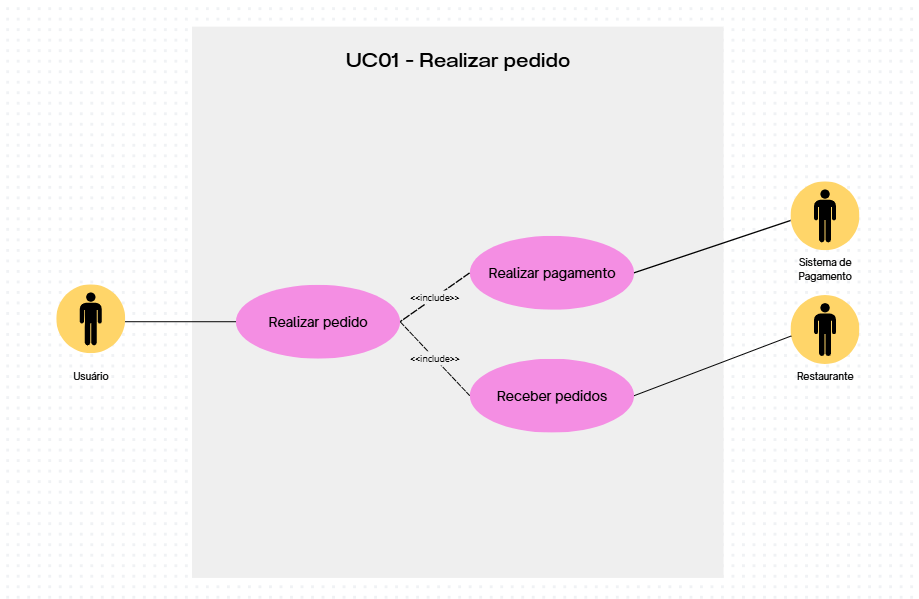 UC01 - Realizar pedido
Sistema de
Pagamento
Realizar pagamento
<<include>>
Realizar pedido
Usuário
<<include>>
Receber pedidos
Restaurante